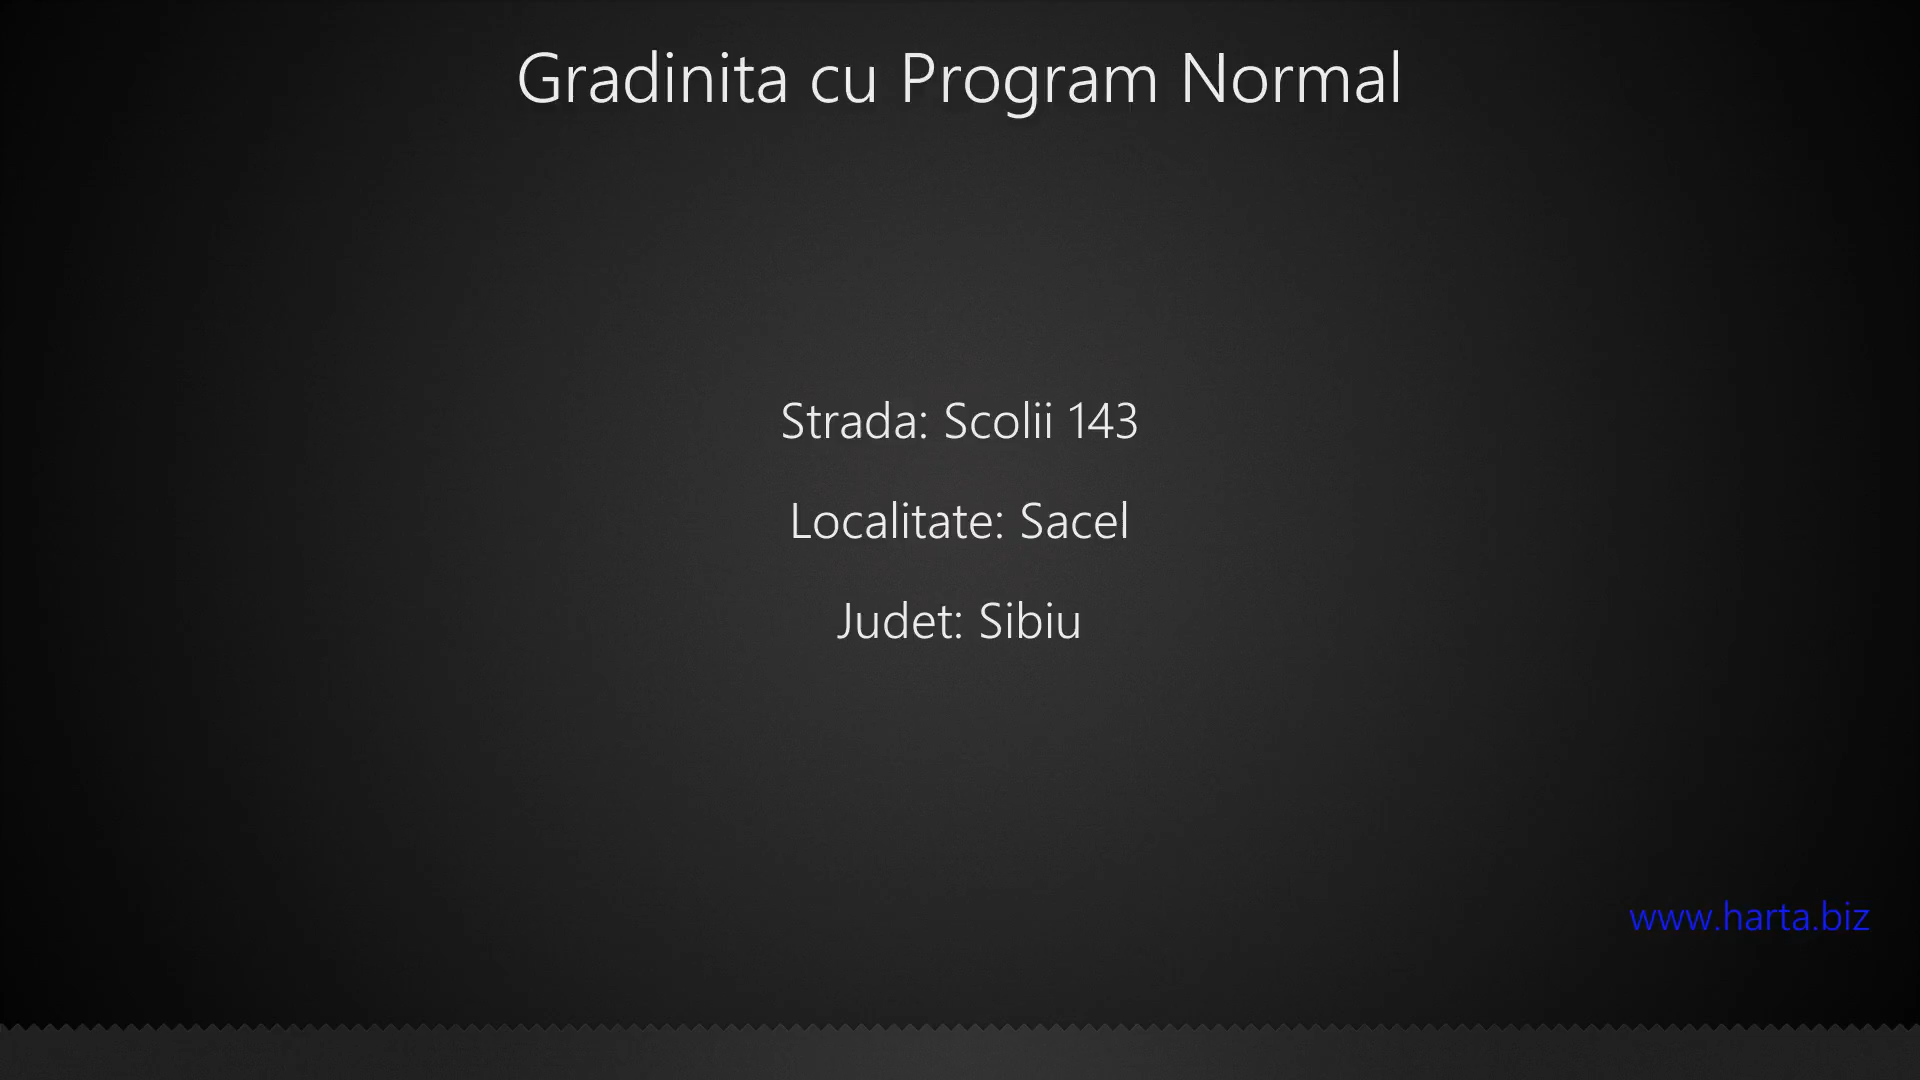 Gradinita cu Program Normal
Strada: Scolii 143
Localitate: Sacel
Judet: Sibiu
www.harta.biz